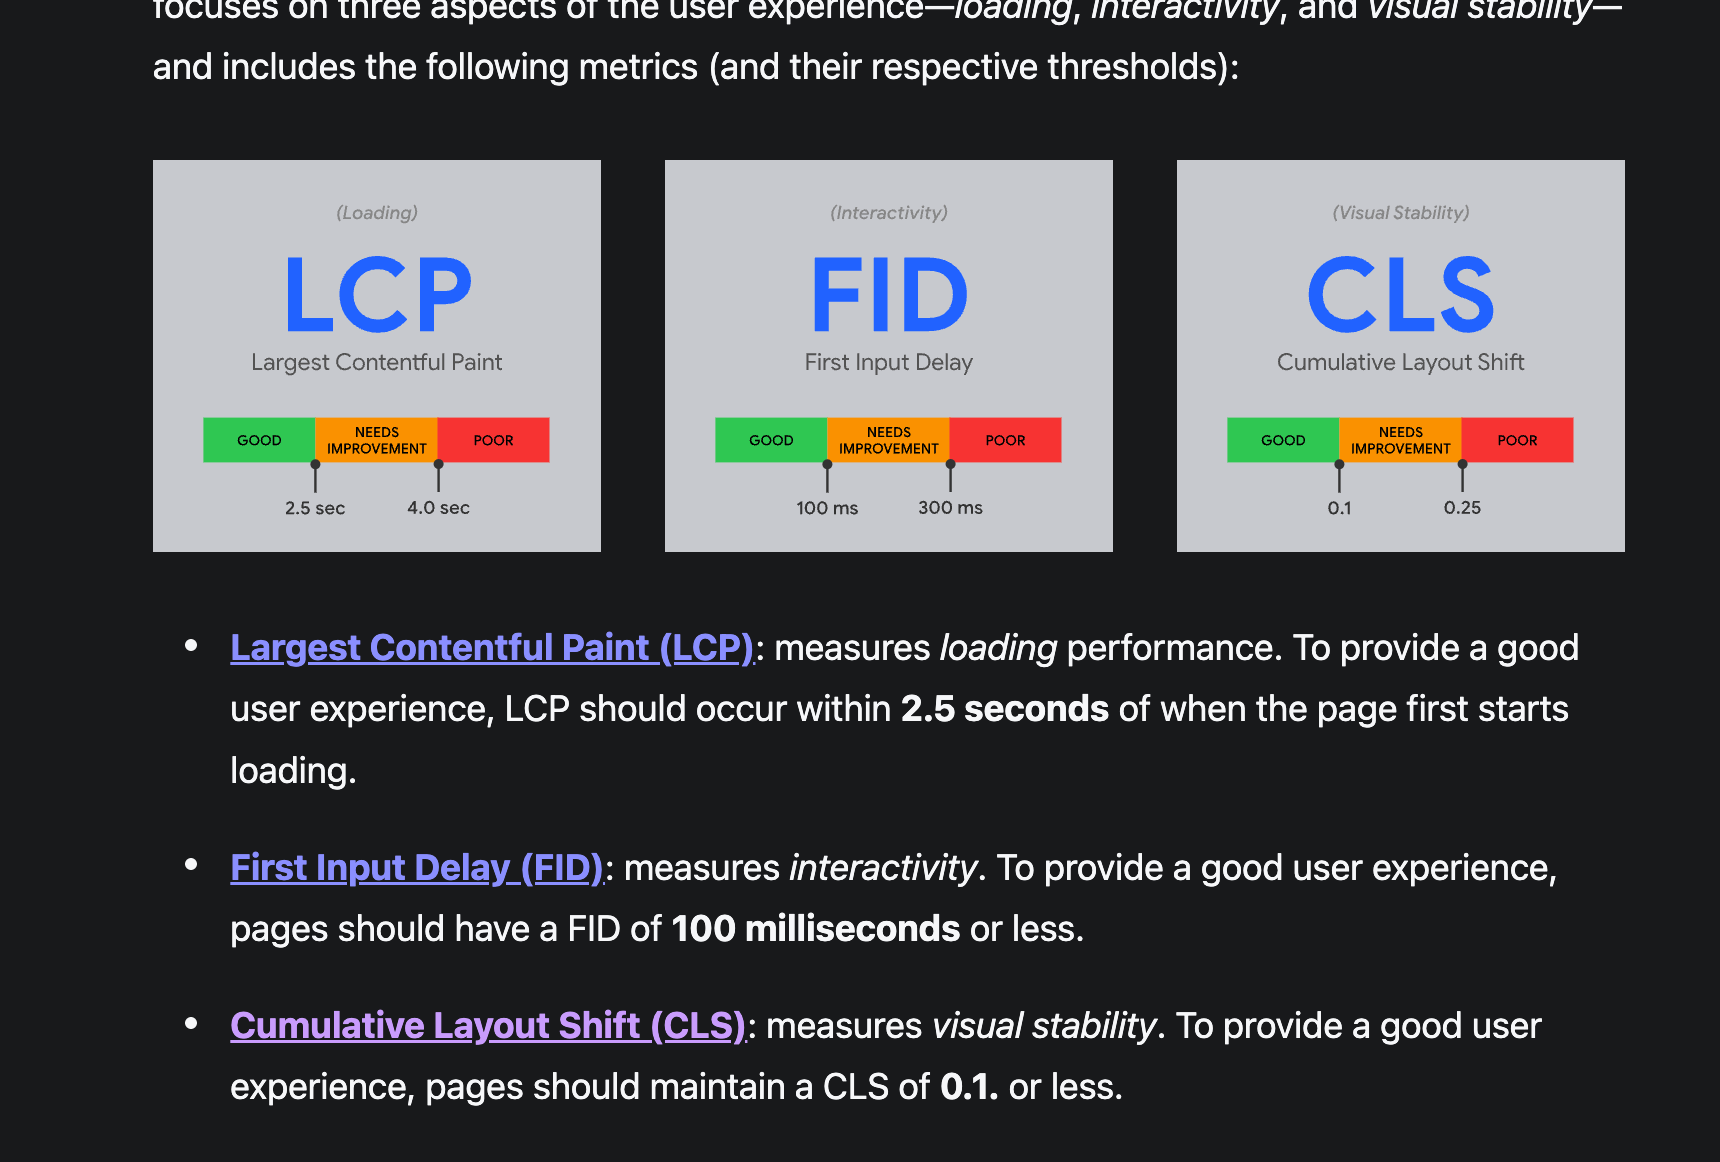 focuses on three aspects of the user experience—loading, interactivity, and visual stability—
and includes the following metrics (and their respective thresholds):
(Loading)
LCP
Largest Contentful Paint
GOOD
NEEDS
IMPROVEMENT
POOR
2.5 sec
4.0 sec
(Interactivity)
FID
First Input Delay
GOOD
NEEDS
IMPROVEMENT
POOR
100 ms
300 ms
(Visual Stability)
CLS
Cumulative Layout Shift
GOOD
NEEDS
IMPROVEMENT
POOR
0.1
0.25
• Largest Contentful Paint (LCP): measures loading performance. To provide a good
user experience, LCP should occur within 2.5 seconds of when the page first starts
loading.
• First Input Delay (FID): measures interactivity. To provide a good user experience,
pages should have a FID of 100 milliseconds or less.
• Cumulative Layout Shift (CLS): measures visual stability. To provide a good user
experience, pages should maintain a CLS of 0.1. or less.